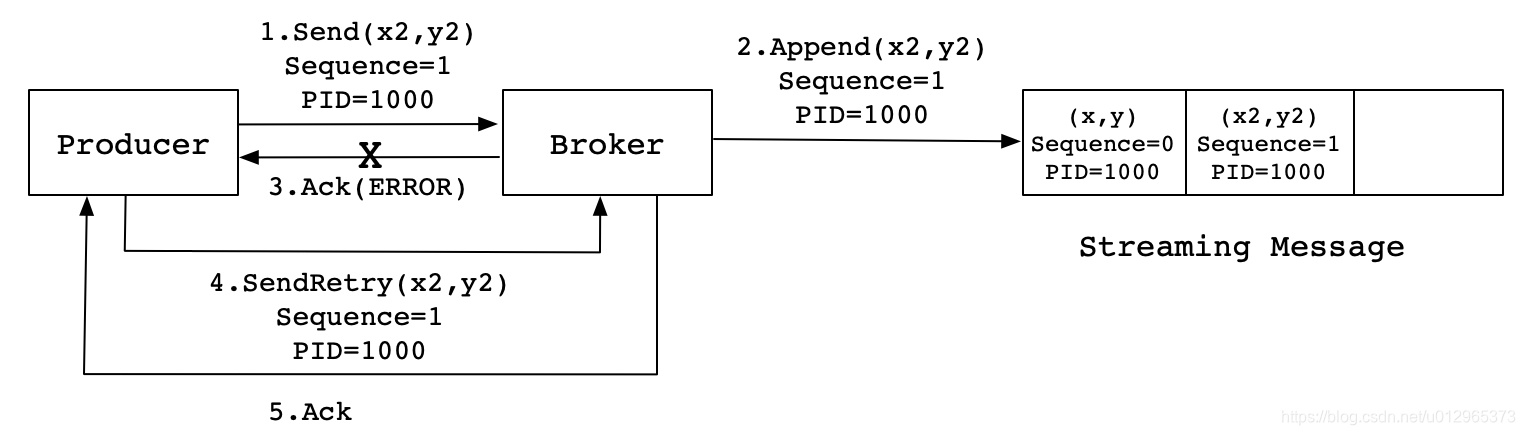 1.Send(x2,y2)
Sequence=1
PID=1000
2.Append(x2,y2)
Sequence=1
PID=1000
Producer
X
3.Ack(ERROR)
Broker
(x,y)
Sequence=0
PID=1000
(x2,y2)
Sequence=1
PID=1000
Streaming Message
4.SendRetry(x2,y2)
Sequence=1
PID=1000
5.Ack
https://blog.csdn.net/u012965373